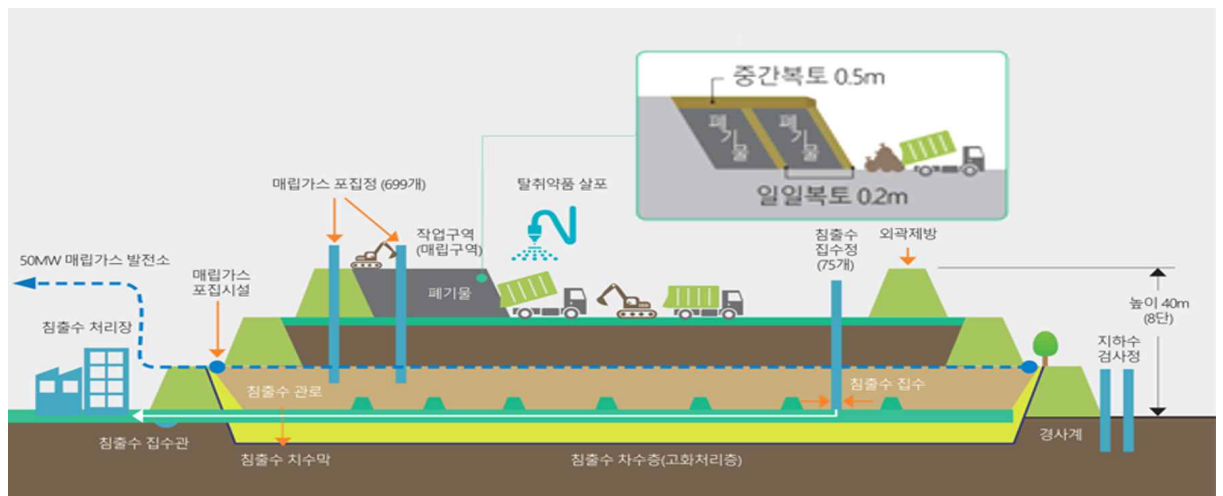 중간복토 0.5m
폐기물
폐기물
일일복토 0.2m
매립가스 포집정 (699개)
탈취약품 살포
작업구역
(매립구역)
침출수
집수정
(75개)
외곽제방
50MW 매립가스 발전소
매립가스
포집시설
폐기물
높이 40m
(8단)
침출수 처리장
지하수
검사정
침출수 관로
침출수 집수
침출수 집수관
침출수 치수막
침출수 차수층(고화처리층)
경사계